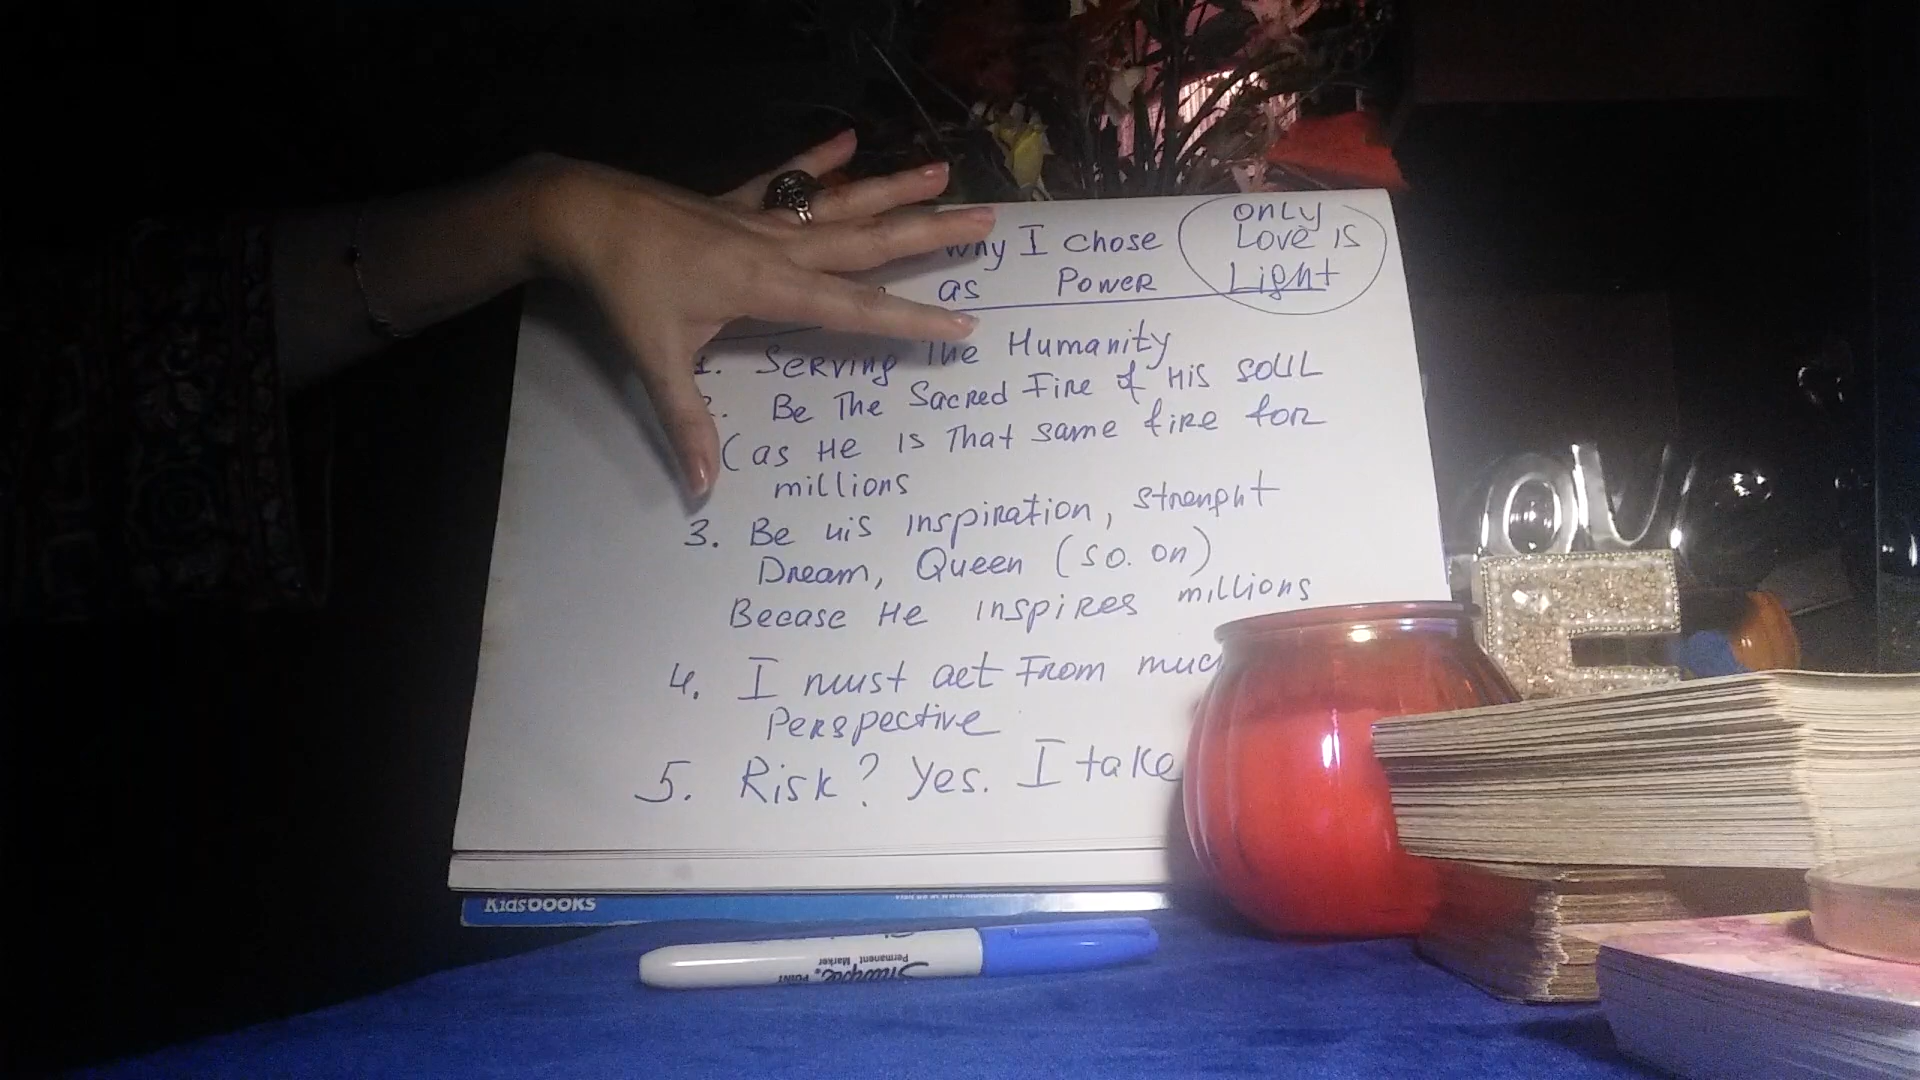 Why I chose
as Power
only
Love is
Light
1. Serving The Humanity
2. Be The Sacred Fire of His SOUL
(as He is That same fire for
millions
3. Be His inspiration, strenght
Dream, Queen (so. on)
Becase He inspires millions
4. I must act From
Perspective
5. Risk? Yes. I take
KidsBOOKS
Sharpie
Permanent Marker
POINT
OVE